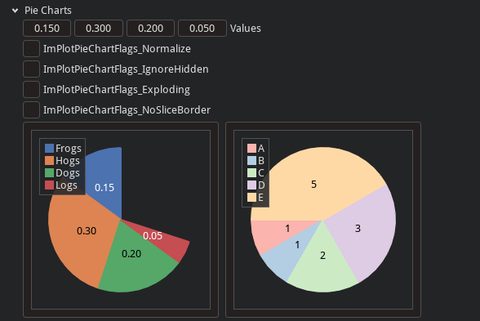 Pie Charts
0.150 0.300 0.200 0.050 Values
ImPlotPieChartFlags_Normalize
ImPlotPieChartFlags_IgnoreHidden
ImPlotPieChartFlags_Exploding
ImPlotPieChartFlags_NoSliceBorder
Frogs
Hogs
Dogs
Logs
0.15
0.30
0.05
0.20
A
B
C
D
E
5
1
3
1
2